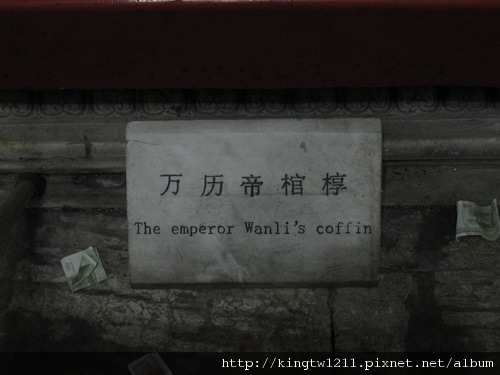 万历帝棺椁
The emperor Wanli's coffin
http://kingtw1211.pixnet.net/album